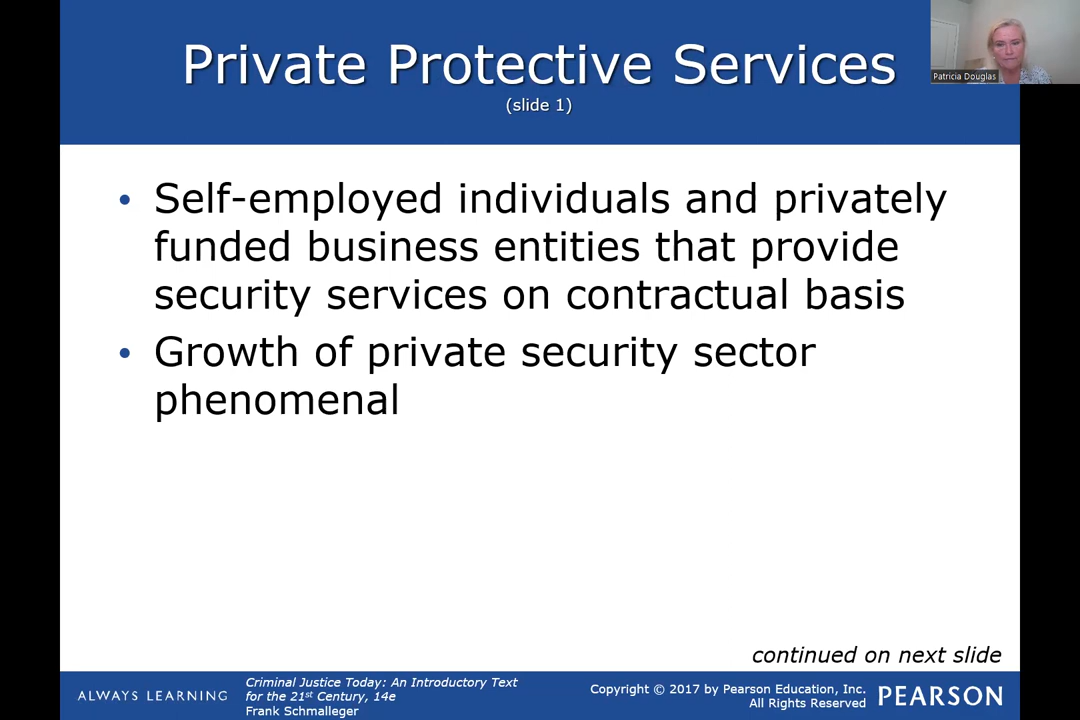 Private Protective Services
(slide 1)
Patricia Douglas
• Self-employed individuals and privately
funded business entities that provide
security services on contractual basis
• Growth of private security sector
phenomenal
continued on next slide
ALWAYS LEARNING
Criminal Justice Today: An Introductory Text
for the 21st Century, 14e
Frank Schmalleger
Copyright © 2017 by Pearson Education, Inc.
All Rights Reserved
PEARSON